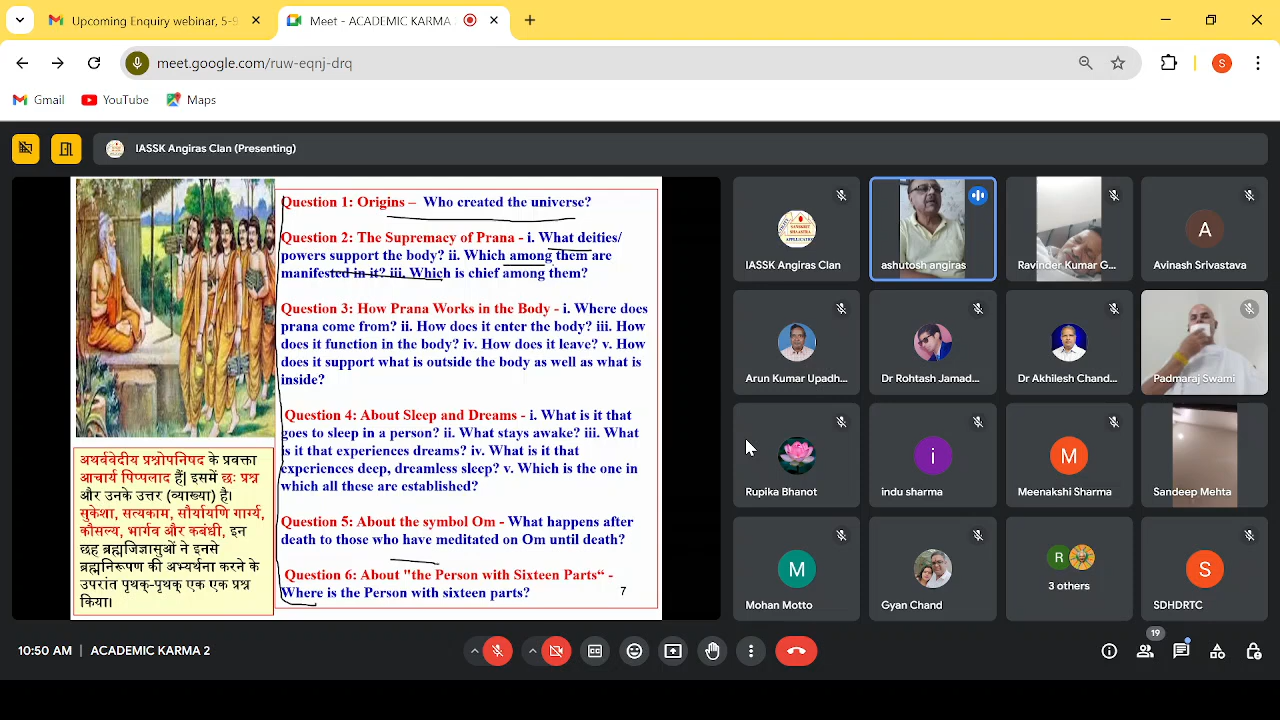 Upcoming Enquiry webinar, 5-9
Meet - ACADEMIC KARMA
meet.google.com/ruw-eqnj-drq
S
Gmail
YouTube
Maps
IASSK Angiras Clan (Presenting)
Question 1: Origins – Who created the universe?
Question 2: The Supremacy of Prana - i. What deities/
powers support the body? ii. Which among them are
manifested in it? iii. Which is chief among them?
Question 3: How Prana Works in the Body - i. Where does
prana come from? ii. How does it enter the body? iii. How
does it function in the body? iv. How does it leave? v. How
does it support what is outside the body as well as what is
inside?
Question 4: About Sleep and Dreams - i. What is it that
goes to sleep in a person? ii. What stays awake? iii. What
is it that experiences dreams? iv. What is it that
experiences deep, dreamless sleep? v. Which is the one in
which all these are established?
Question 5: About the symbol Om - What happens after
death to those who have meditated on Om until death?
Question 6: About "the Person with Sixteen Parts“ -
Where is the Person with sixteen parts?
7
अथर्ववेदीय प्रश्नोपनिषद के प्रवक्ता
आचार्य पिप्पलाद हैं| इसमें छः प्रश्न
और उनके उत्तर (व्याख्या) है।
सुकेशा, सत्यकाम, सौर्यायणि गार्ग्य,
कौसल्य, भार्गव और कबंधी, इन
छह ब्रह्मजिज्ञासुओं ने इनसे
ब्रह्मनिरूपण की अभ्यर्थना करने के
उपरांत पृथक्-पृथक् एक एक प्रश्न
किया।
IASSK Angiras Clan
ashutosh angiras
Ravinder Kumar G...
A
Avinash Srivastava
Arun Kumar Upadh...
Dr Rohtash Jamad...
Dr Akhilesh Chand...
Padmaraj Swami
Rupika Bhanot
i
indu sharma
M
Meenakshi Sharma
Sandeep Mehta
M
Mohan Motto
Gyan Chand
R
3 others
S
SDHDRTC
10:50 AM
ACADEMIC KARMA 2
19